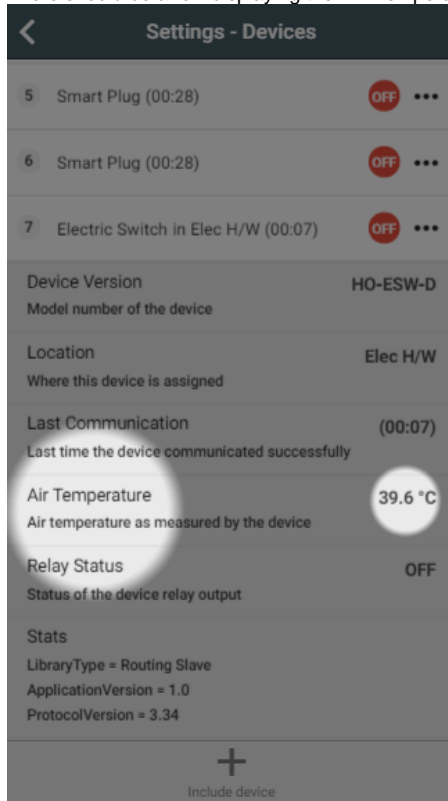 Settings - Devices
5 Smart Plug (00:28) OFF
6 Smart Plug (00:28) OFF
7 Electric Switch in Elec H/W (00:07) OFF
Device Version HO-ESW-D
Model number of the device
Location Elec H/W
Where this device is assigned
Last Communication (00:07)
Last time the device communicated successfully
Air Temperature 39.6 °C
Air temperature as measured by the device
Relay Status OFF
Status of the device relay output
Stats
LibraryType = Routing Slave
ApplicationVersion = 1.0
ProtocolVersion = 3.34
Include device